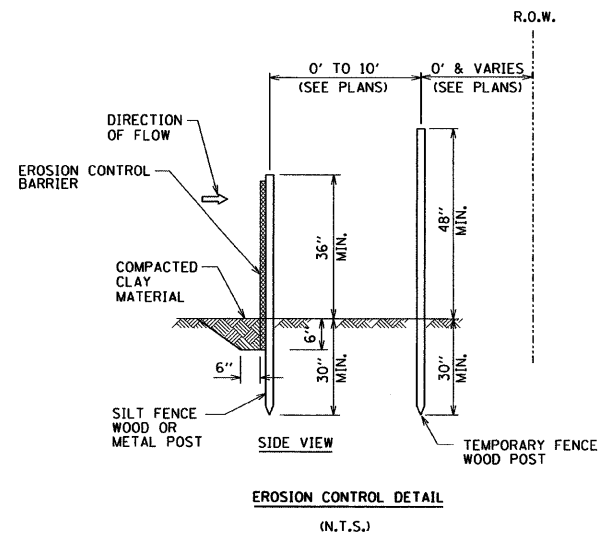 R.O.W.
0' TO 10'
(SEE PLANS)
0' & VARIES
(SEE PLANS)
DIRECTION
OF FLOW
EROSION CONTROL
BARRIER
36"
MIN.
48"
MIN.
COMPACTED
CLAY
MATERIAL
6"
6"
30"
MIN.
30"
MIN.
SILT FENCE
WOOD OR
METAL POST
SIDE VIEW
TEMPORARY FENCE
WOOD POST
EROSION CONTROL DETAIL
(N.T.S.)